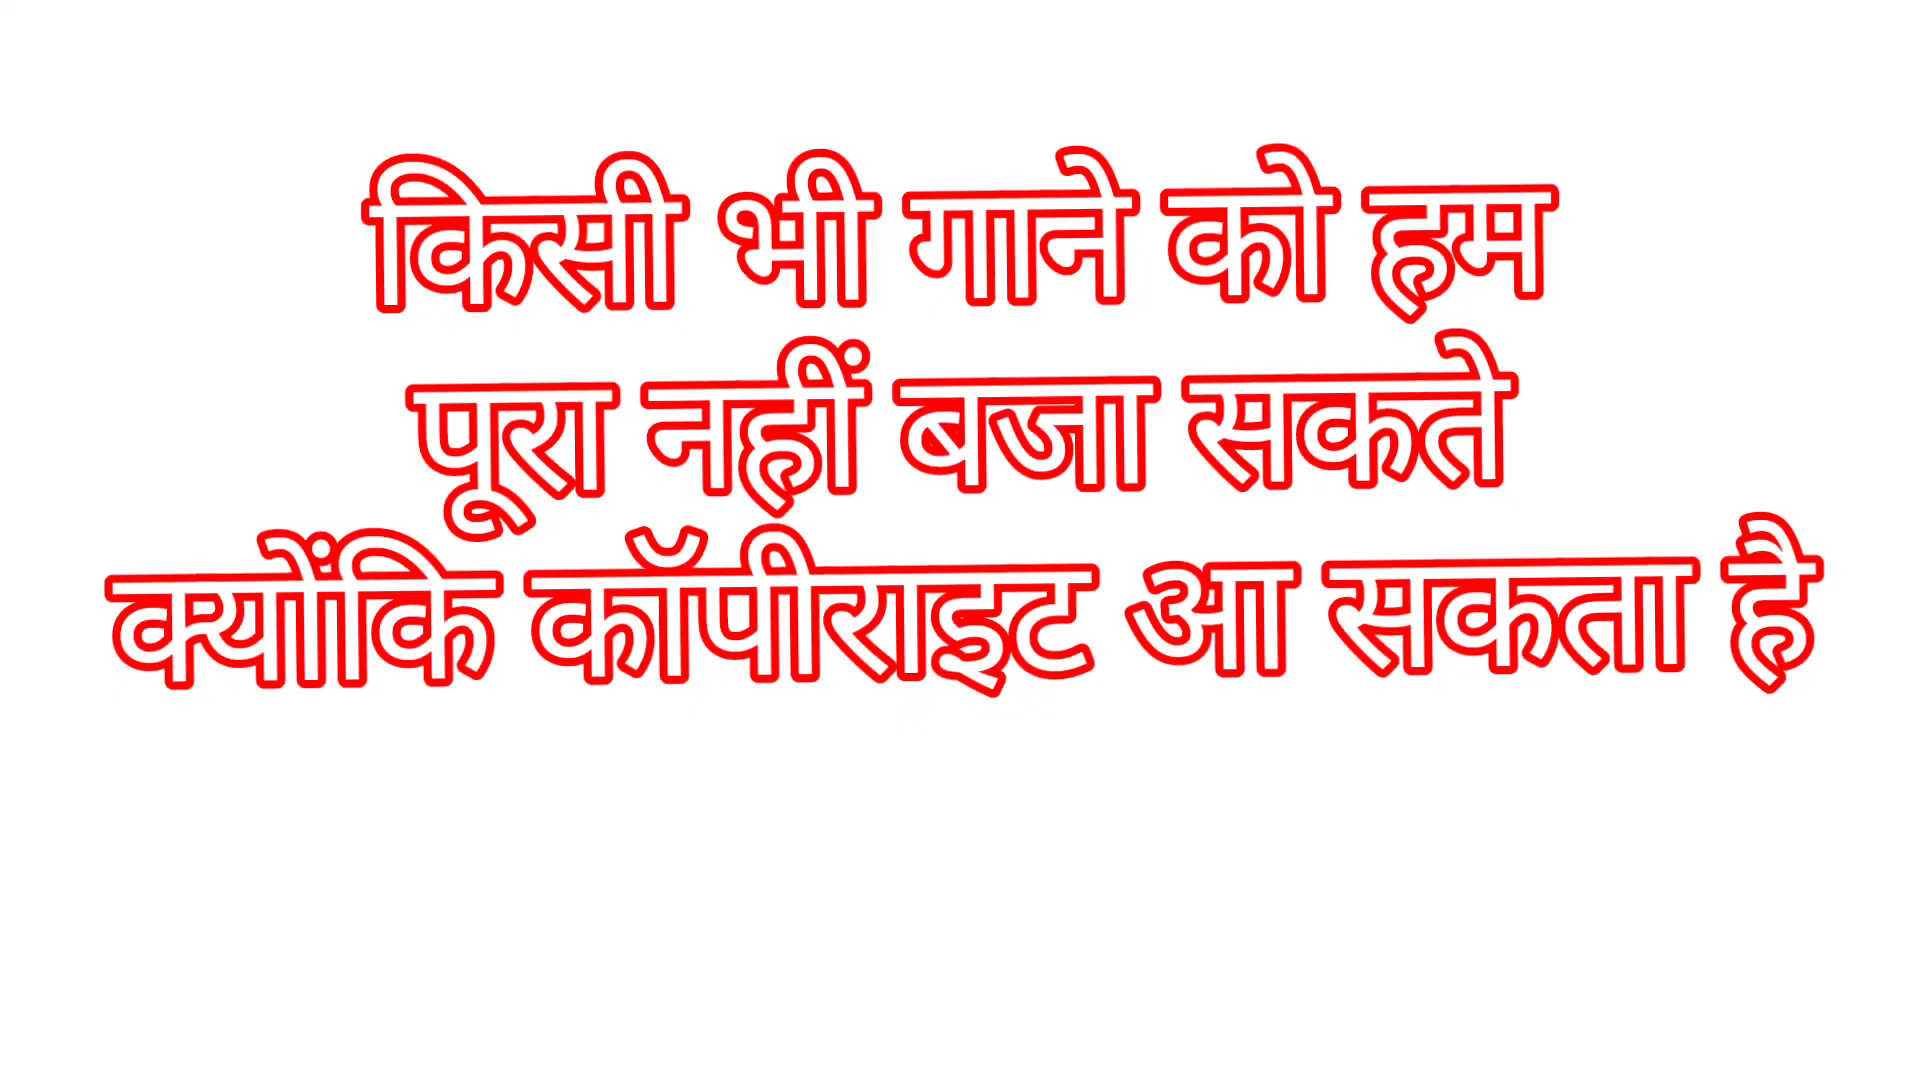 किसी भी गाने को हम
पूरा नहीं बजा सकते
क्योंकि कॉपीराइट आ सकता है